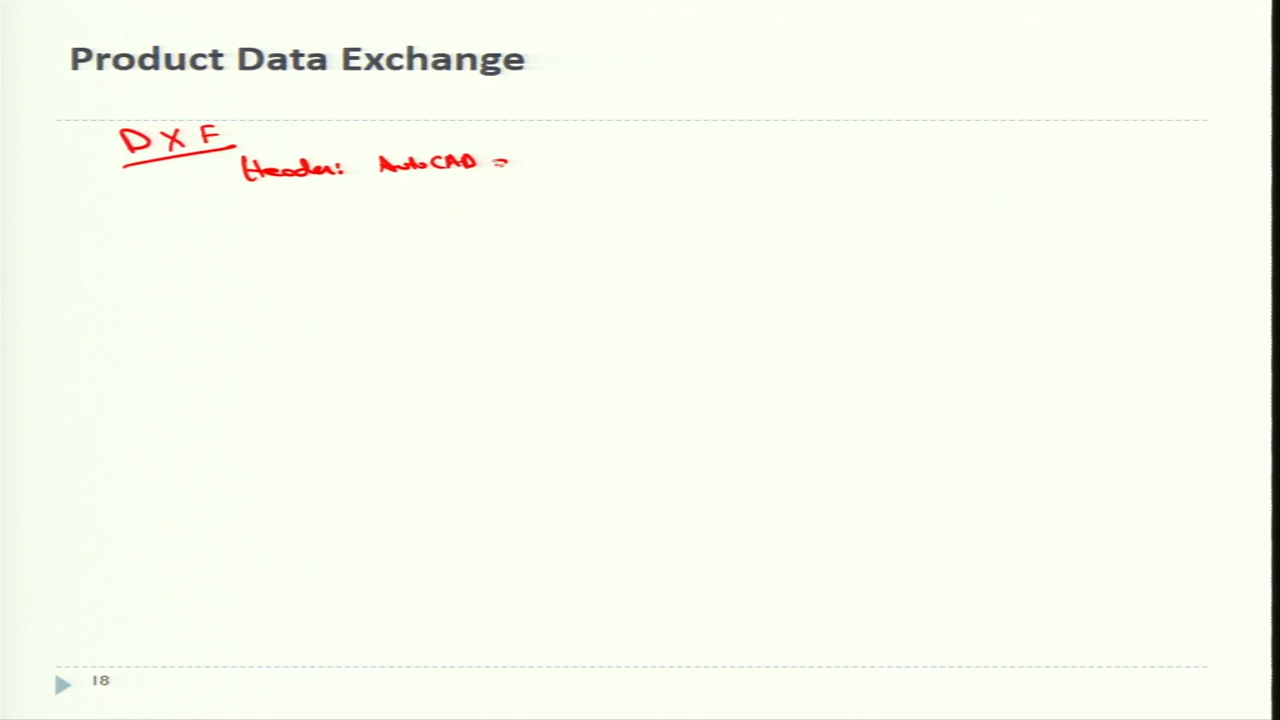 Product Data Exchange
DXF
Header: AutoCAD =
18